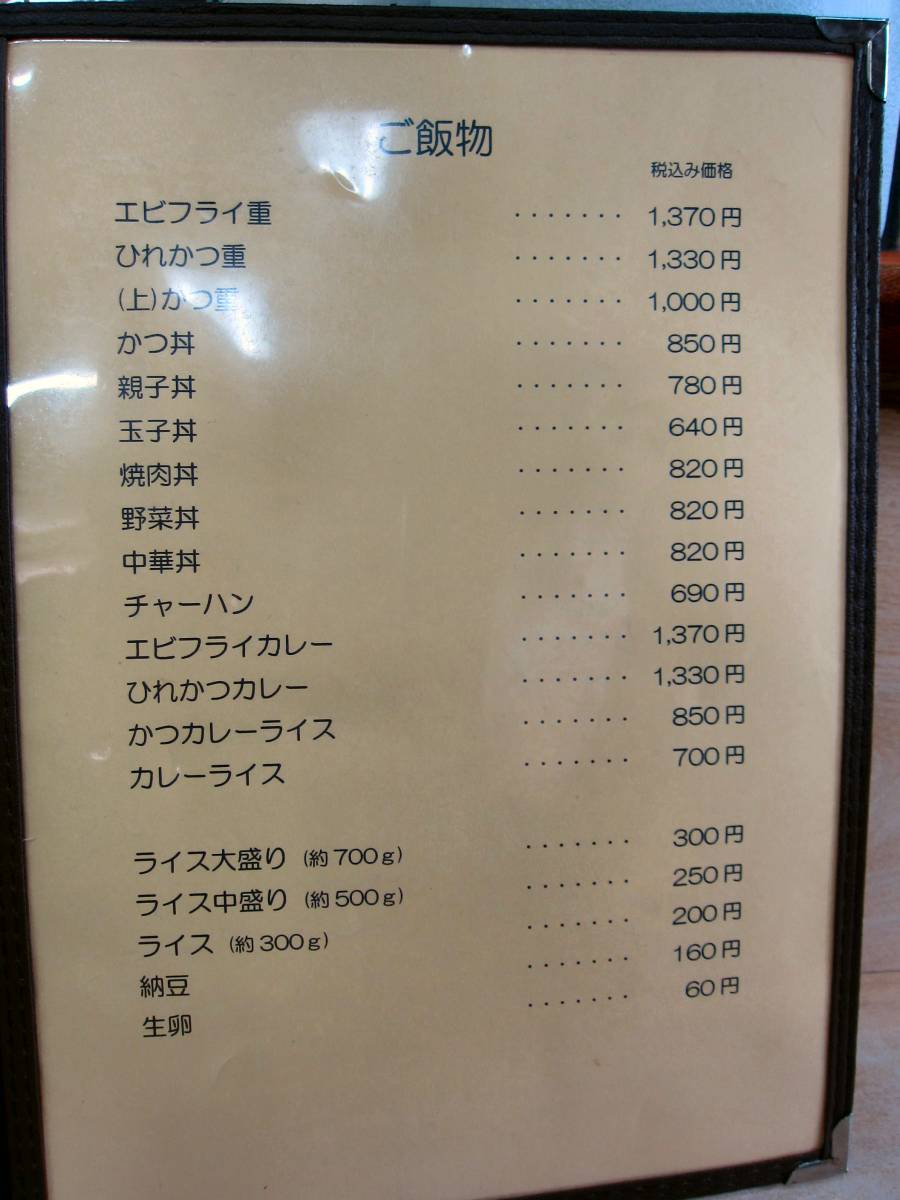 ご飯物
税込み価格
エビフライ重 ・・・・・・・ 1,370円
ひれかつ重 ・・・・・・・ 1,330円
(上)かつ重 ・・・・・・・ 1,000円
かつ丼 ・・・・・・・ 850円
親子丼 ・・・・・・・ 780円
玉子丼 ・・・・・・・ 640円
焼肉丼 ・・・・・・・ 820円
野菜丼 ・・・・・・・ 820円
中華丼 ・・・・・・・ 820円
チャーハン ・・・・・・・ 690円
エビフライカレー ・・・・・・・ 1,370円
ひれかつカレー ・・・・・・・ 1,330円
かつカレーライス ・・・・・・・ 850円
カレーライス ・・・・・・・ 700円
ライス大盛り (約700g) ・・・・・・・ 300円
ライス中盛り (約500g) ・・・・・・・ 250円
ライス (約300g) ・・・・・・・ 200円
納豆 ・・・・・・・ 160円
生卵 ・・・・・・・ 60円